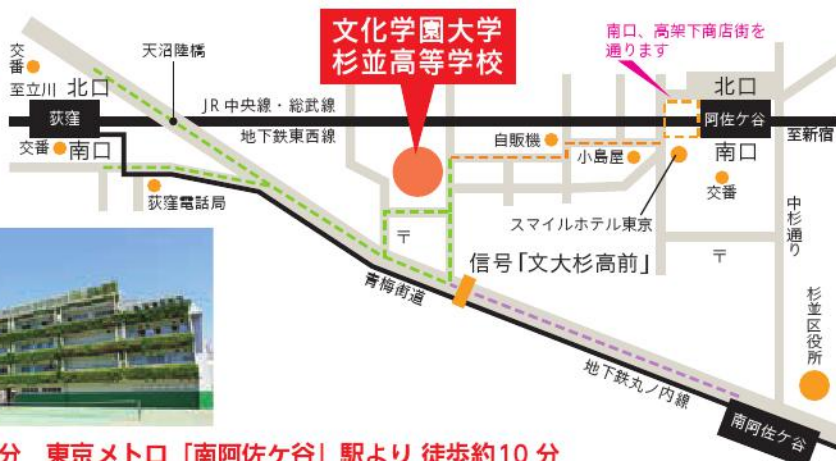 文化学園大学
杉並高等学校
南口、高架下商店街を
通ります
交番
天沼陸橋
至立川
北口
荻窪
JR中央線・総武線
地下鉄東西線
北口
阿佐ケ谷
至新宿
交番
南口
自販機
小島屋
南口
交番
荻窪電話局
スマイルホテル東京
中杉通り
〒
信号「文大杉高前」
〒
青梅街道
杉並区役所
地下鉄丸ノ内線
南阿佐ケ谷
分 東京メトロ「南阿佐ケ谷」駅より 徒歩約10 分